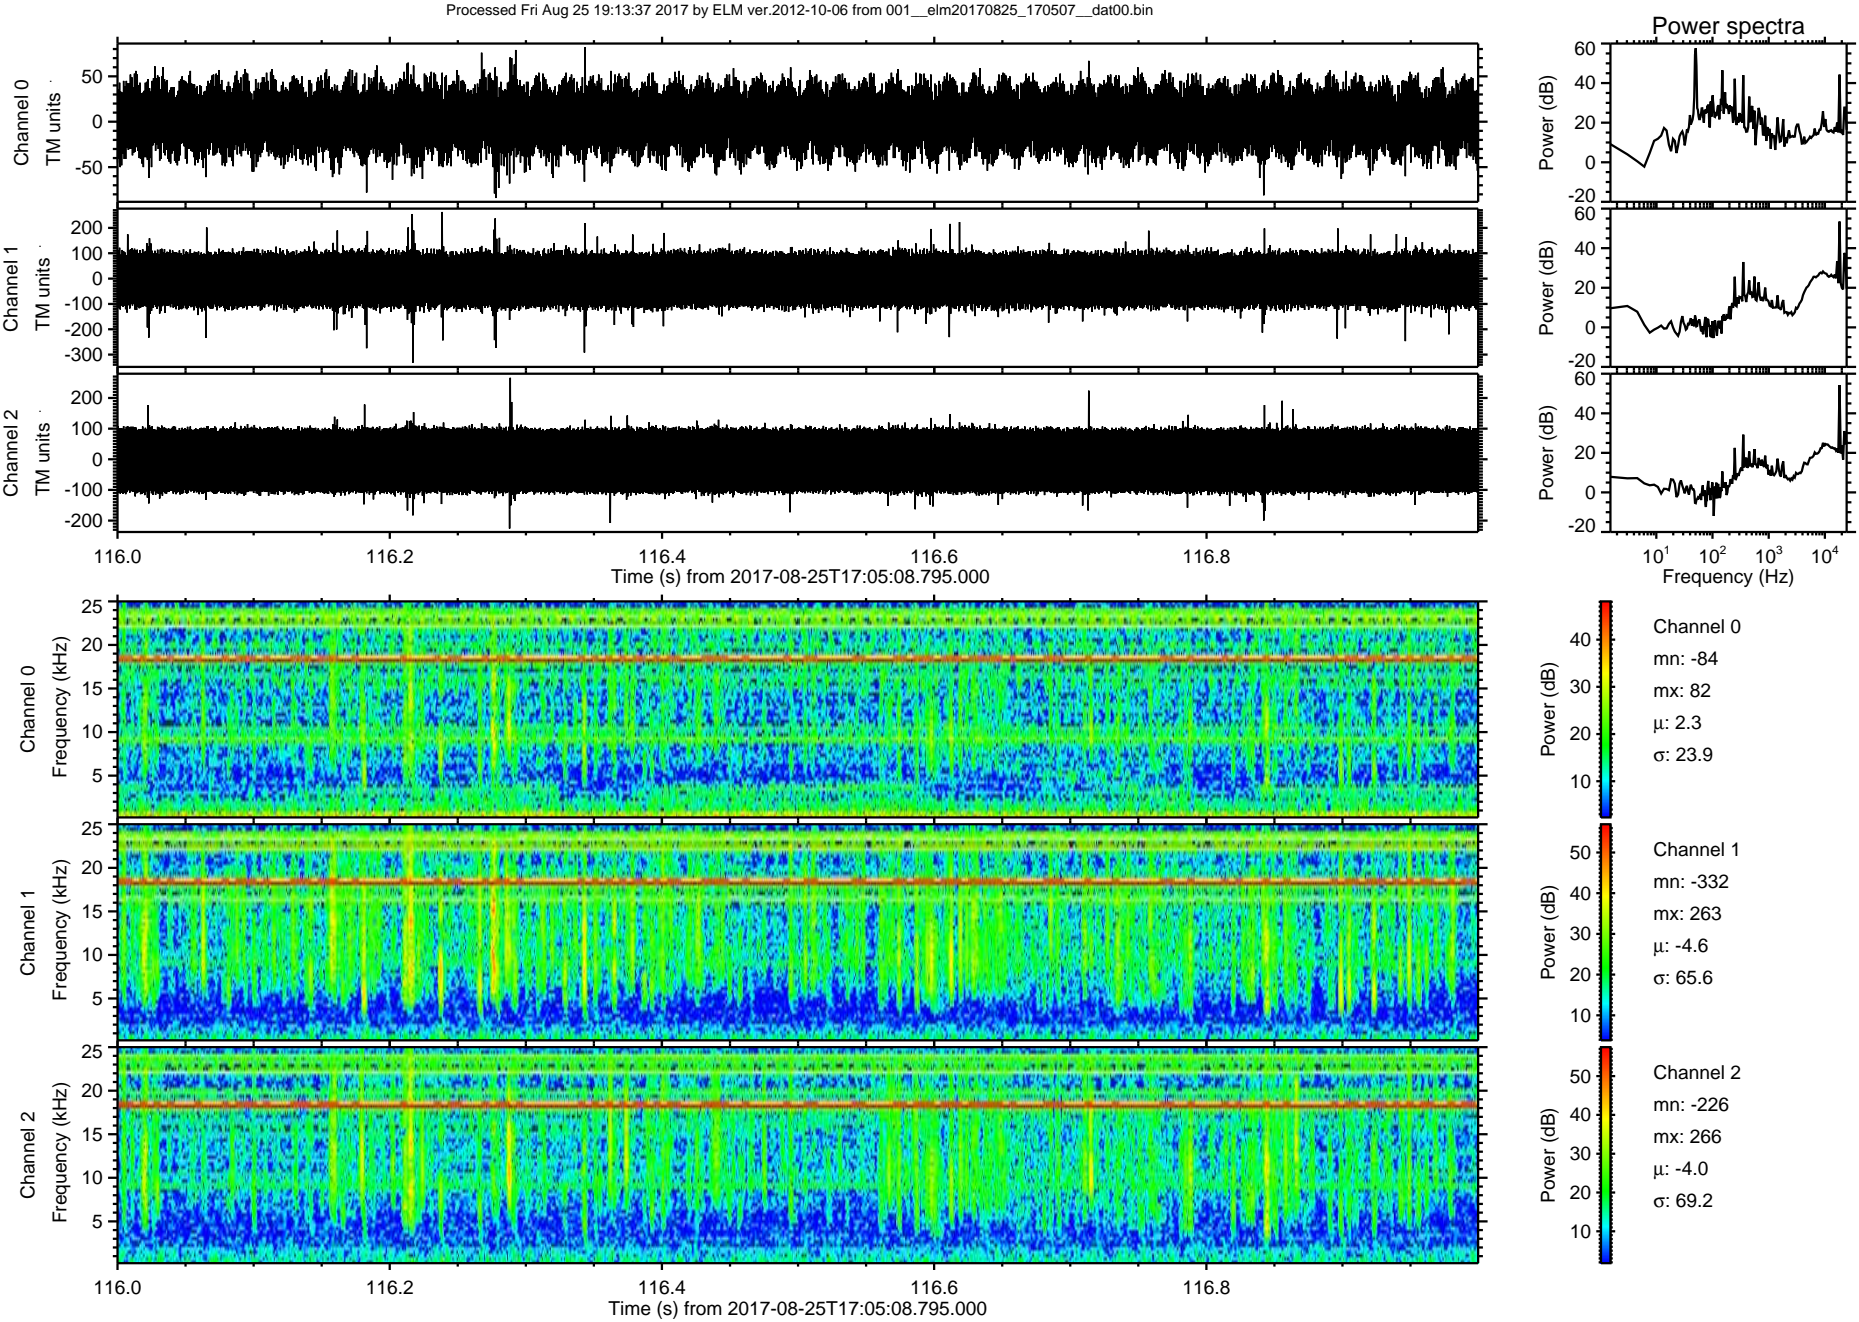 Processed Fri Aug 25 19:13:37 2017 by ELM ver.2012-10-06 from 001__elm20170825_170507__dat00.bin
Power spectra
Channel 0
TM units
50
0
-50
Power (dB)
60
40
20
0
-20
Channel 1
TM units
200
100
0
-100
-200
-300
Power (dB)
60
40
20
0
-20
Channel 2
TM units
200
100
0
-100
-200
Power (dB)
60
40
20
0
-20
116.0 116.2 116.4 116.6 116.8
Time (s) from 2017-08-25T17:05:08.795.000
10^1 10^2 10^3 10^4
Frequency (Hz)
Channel 0
Frequency (kHz)
25
20
15
10
5
Power (dB)
40
30
20
10
Channel 0
mn: -84
mx: 82
µ: 2.3
σ: 23.9
Channel 1
Frequency (kHz)
25
20
15
10
5
Power (dB)
50
40
30
20
10
Channel 1
mn: -332
mx: 263
µ: -4.6
σ: 65.6
Channel 2
Frequency (kHz)
25
20
15
10
5
Power (dB)
50
40
30
20
10
Channel 2
mn: -226
mx: 266
µ: -4.0
σ: 69.2
116.0 116.2 116.4 116.6 116.8
Time (s) from 2017-08-25T17:05:08.795.000